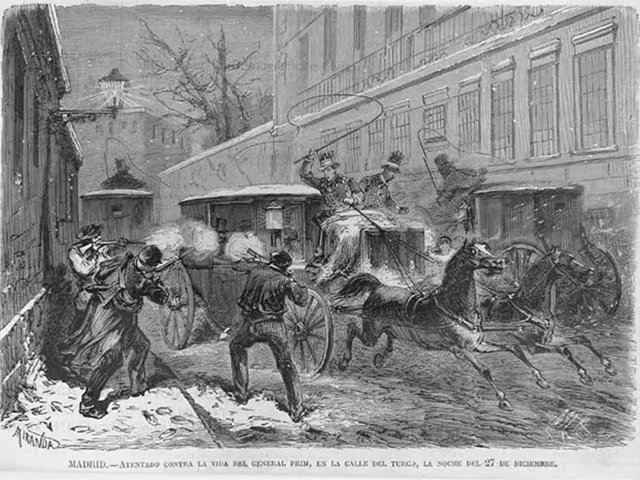 MIRANDA
MADRID.—ATENTADO CONTRA LA VIDA DEL GENERAL PRIM, EN LA CALLE DEL TURCO, LA NOCHE DEL 27 DE DICIEMBRE.